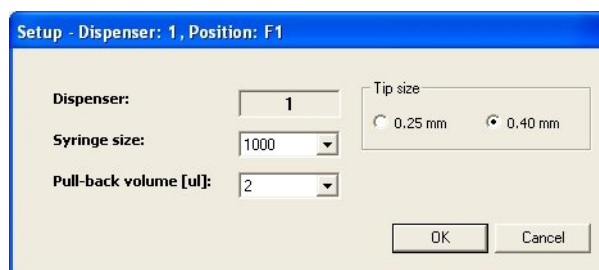 Setup - Dispenser: 1, Position: F1
Dispenser: 1
Tip size
0.25 mm 0.40 mm
Syringe size: 1000
Pull-back volume [ul]: 2
OK Cancel